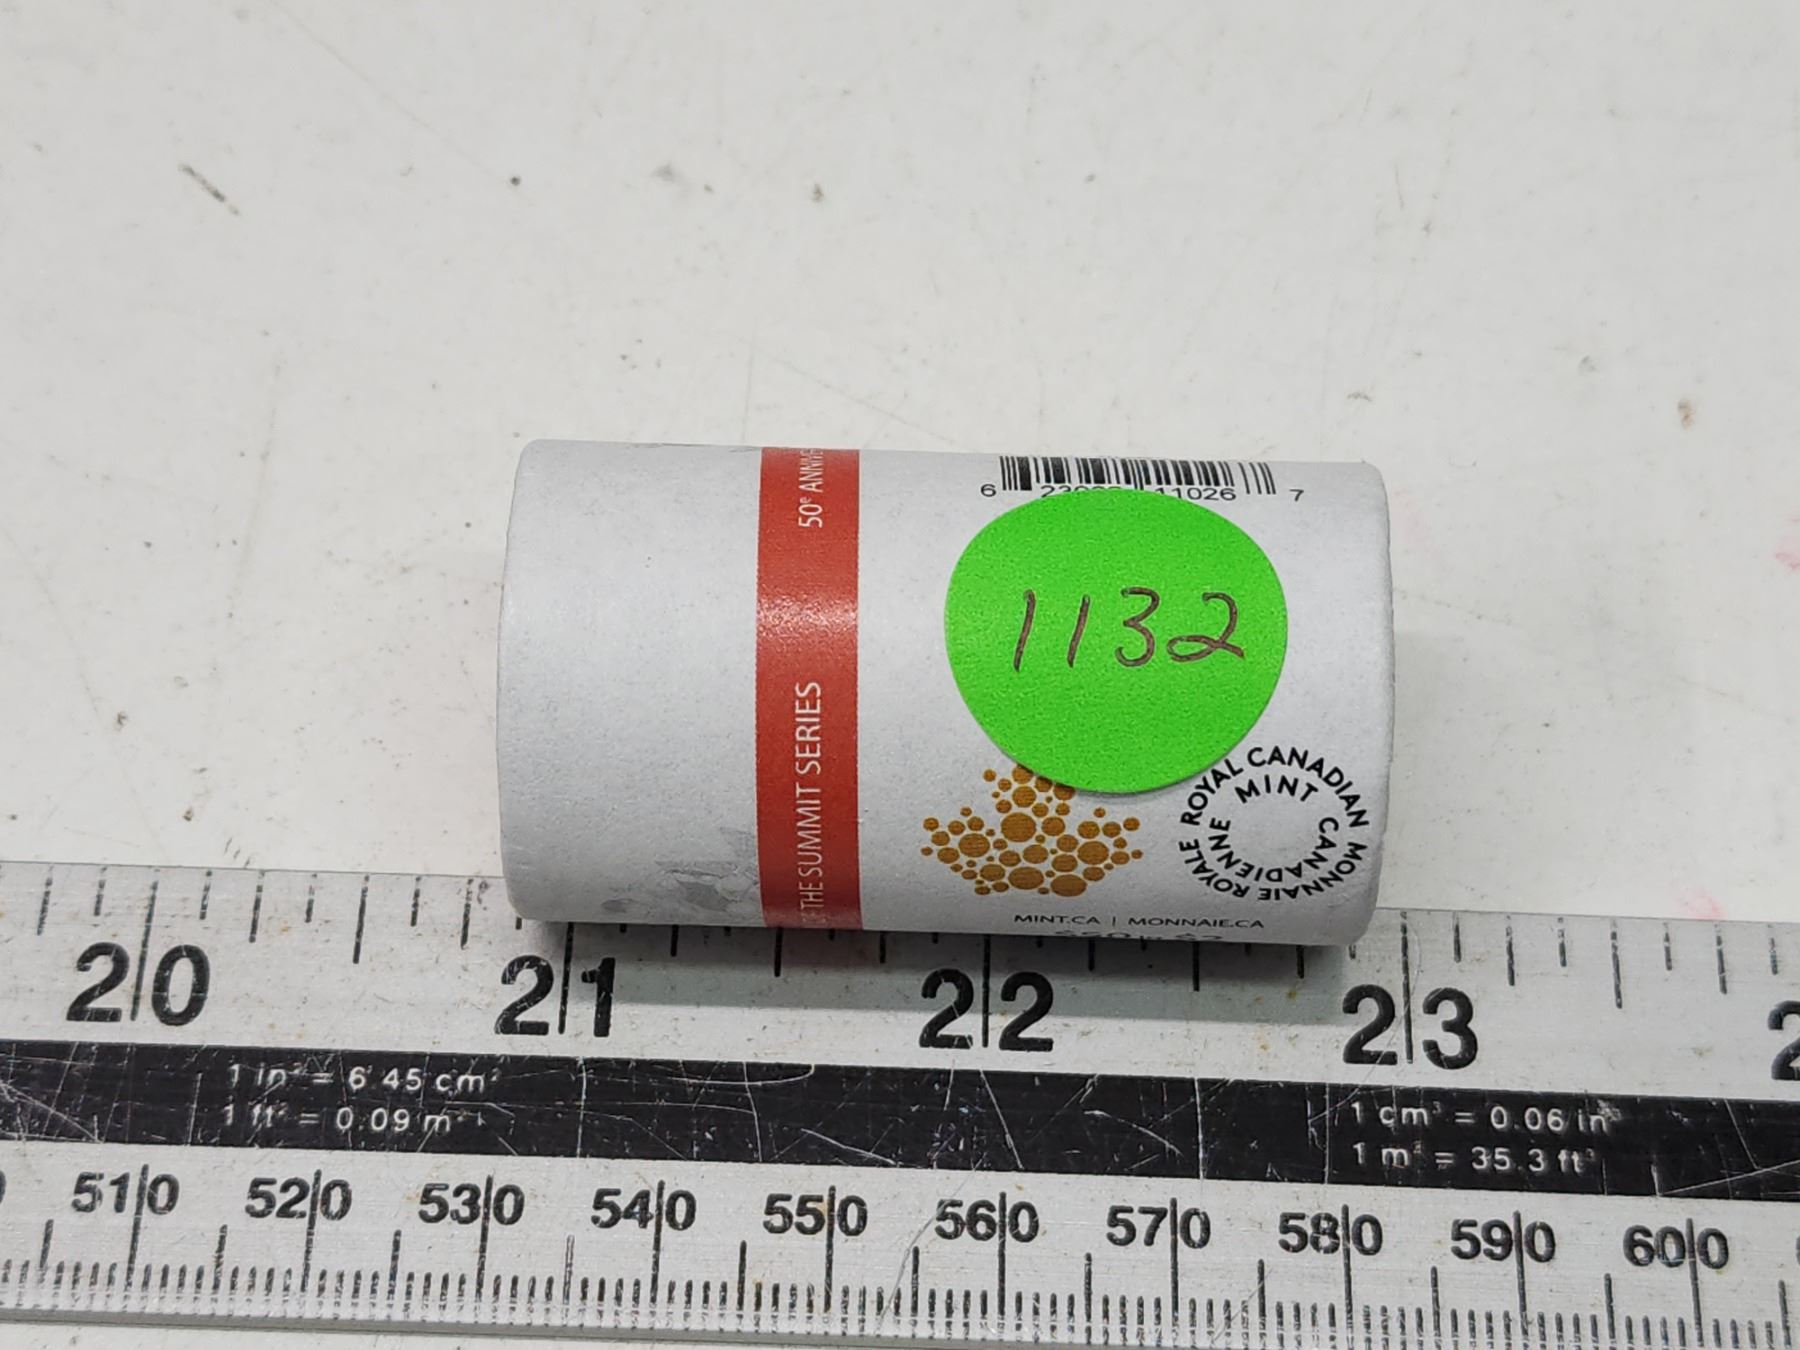 50e ANNIVE
THE SUMMIT SERIES
6 11026 7
1132
ROYAL CANADIAN MINT
MONNAIE ROYALE CANADIENNE
MINT.CA | MONNAIE.CA
20 21 22 23
1 in² = 6.45 cm²
1 ft² = 0.09 m²
1 cm³ = 0.06 in³
1 m³ = 35.3 ft³
510 520 530 540 550 560 570 580 590 600